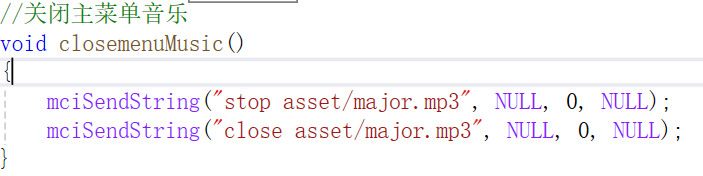 //关闭主菜单音乐
void closemenuMusic()
{
mciSendString("stop asset/major.mp3", NULL, 0, NULL);
mciSendString("close asset/major.mp3", NULL, 0, NULL);
}